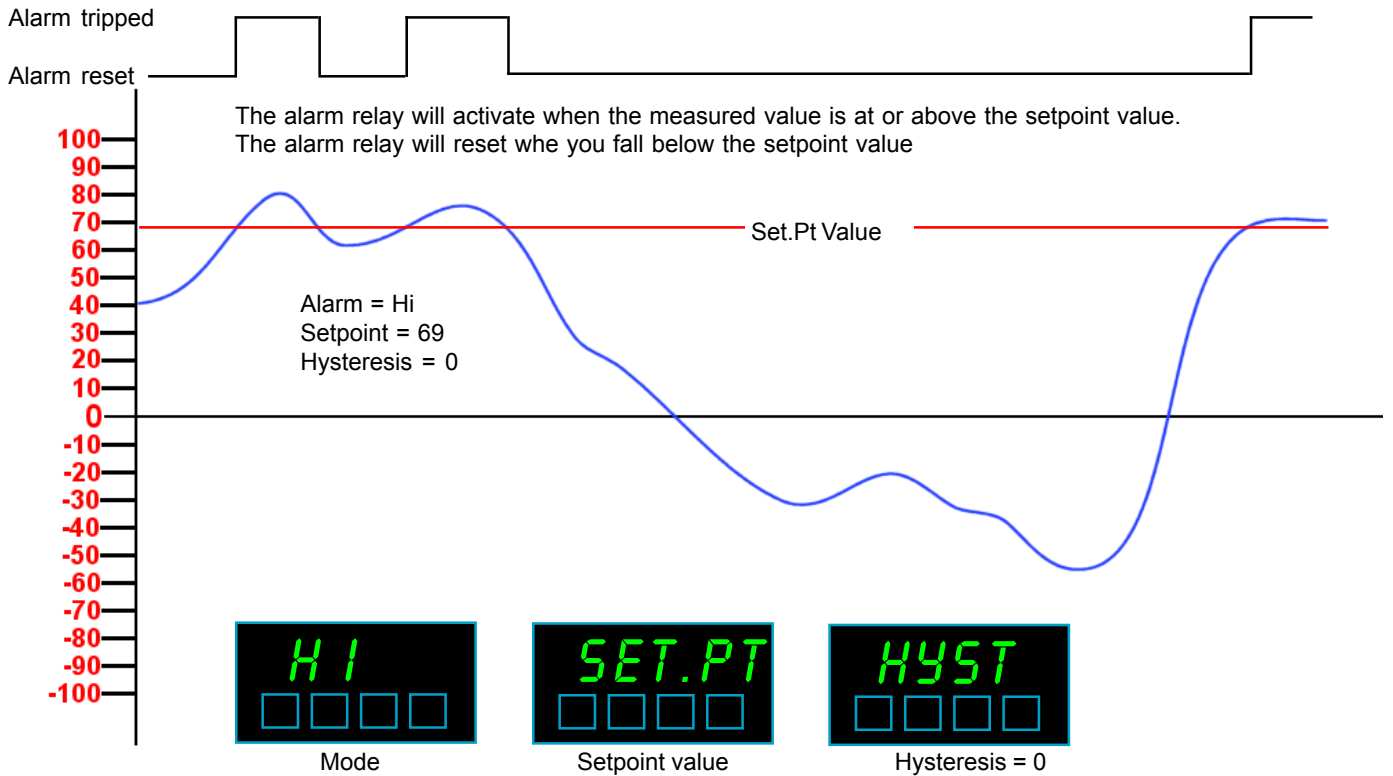 Alarm tripped
Alarm reset
The alarm relay will activate when the measured value is at or above the setpoint value.
The alarm relay will reset whe you fall below the setpoint value
100
90
80
70
60
50
40
30
20
10
0
-10
-20
-30
-40
-50
-60
-70
-80
-90
-100
Set.Pt Value
Alarm = Hi
Setpoint = 69
Hysteresis = 0
HI
SET.PT
HYST
Mode
Setpoint value
Hysteresis = 0